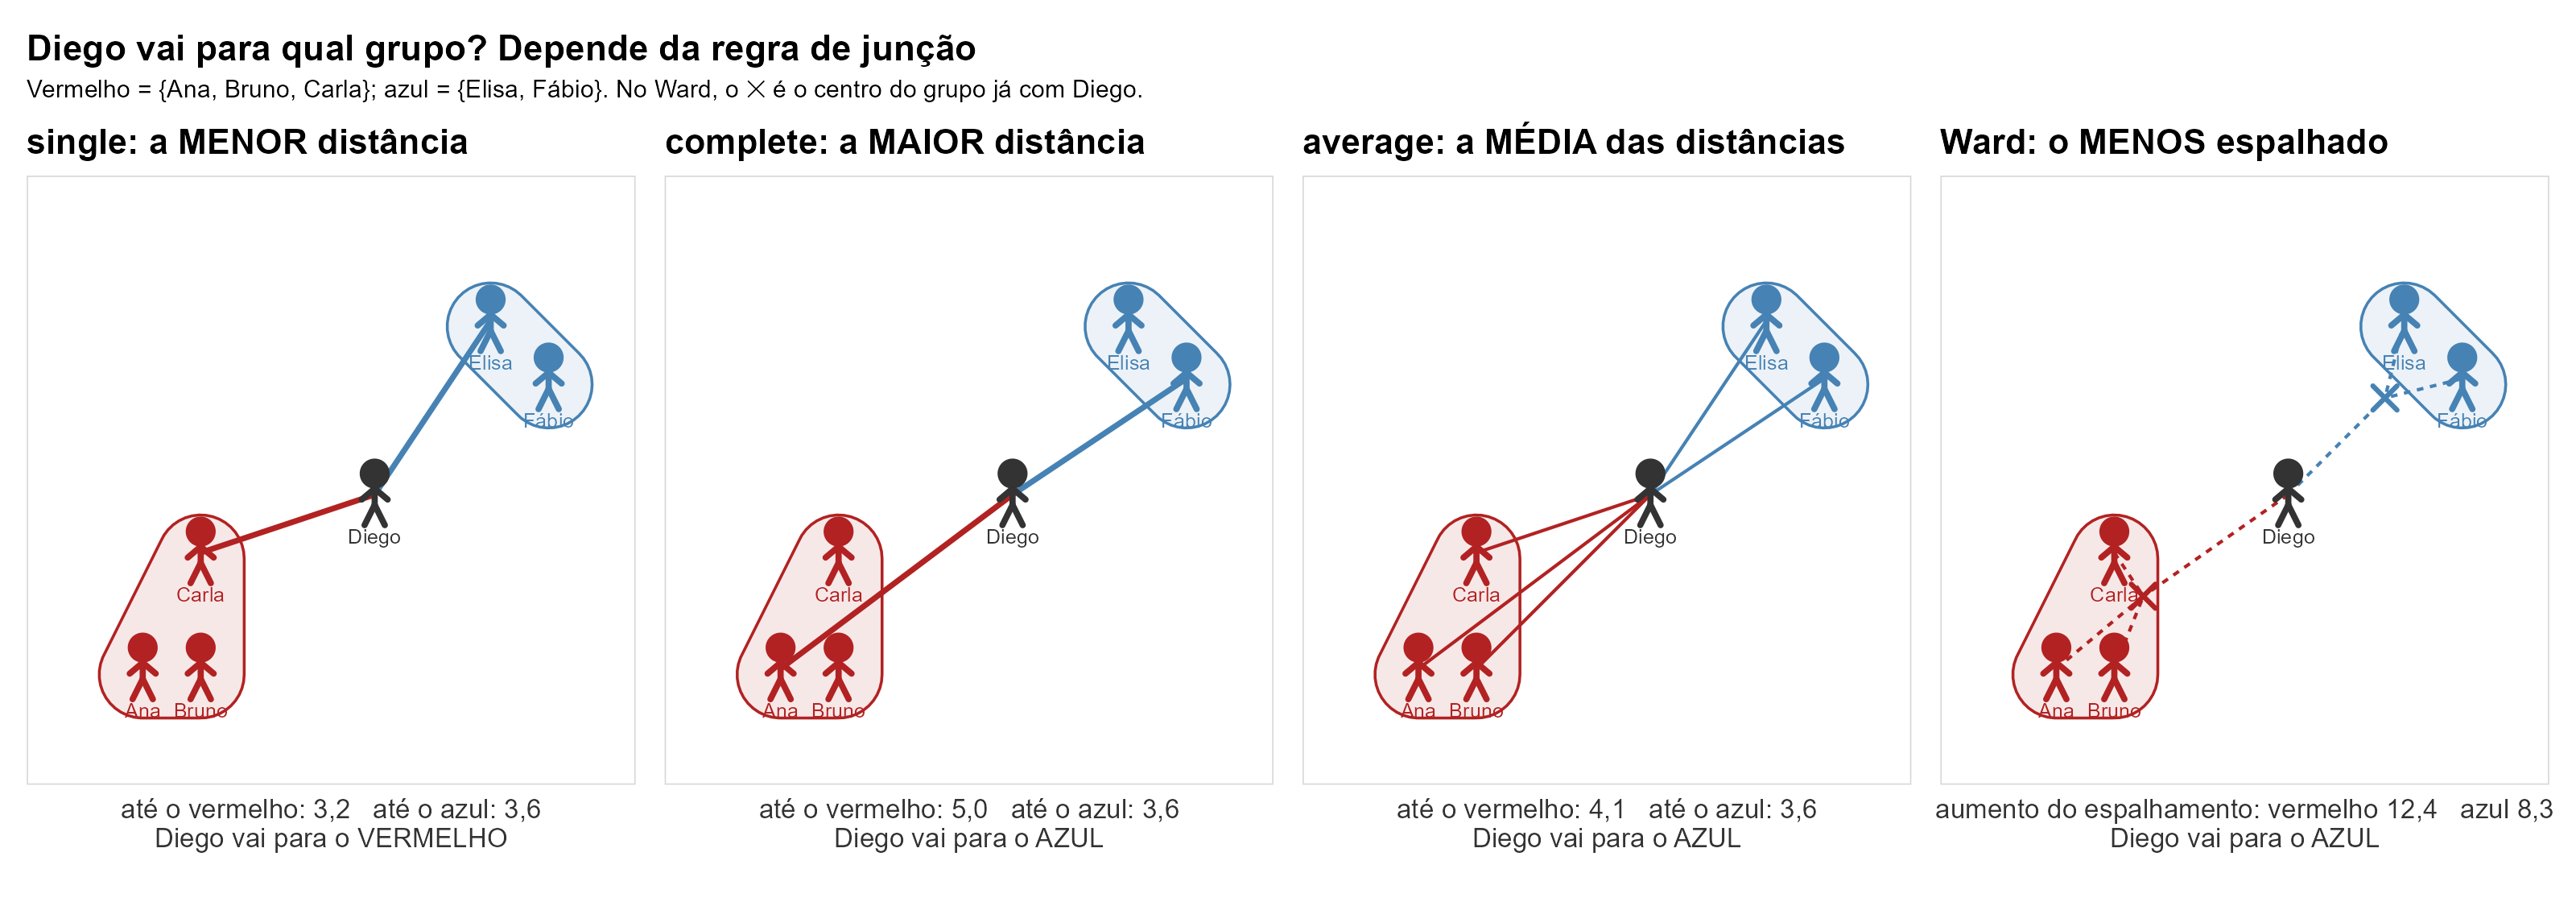 Diego vai para qual grupo? Depende da regra de junção
Vermelho = {Ana, Bruno, Carla}; azul = {Elisa, Fábio}. No Ward, o × é o centro do grupo já com Diego.
single: a MENOR distância
Elisa
Fábio
Diego
Carla
Ana Bruno
até o vermelho: 3,2 até o azul: 3,6
Diego vai para o VERMELHO
complete: a MAIOR distância
Elisa
Fábio
Diego
Carla
Ana Bruno
até o vermelho: 5,0 até o azul: 3,6
Diego vai para o AZUL
average: a MÉDIA das distâncias
Elisa
Fábio
Diego
Carla
Ana Bruno
até o vermelho: 4,1 até o azul: 3,6
Diego vai para o AZUL
Ward: o MENOS espalhado
Elisa
Fábio
Diego
Carla
Ana Bruno
aumento do espalhamento: vermelho 12,4 azul 8,3
Diego vai para o AZUL